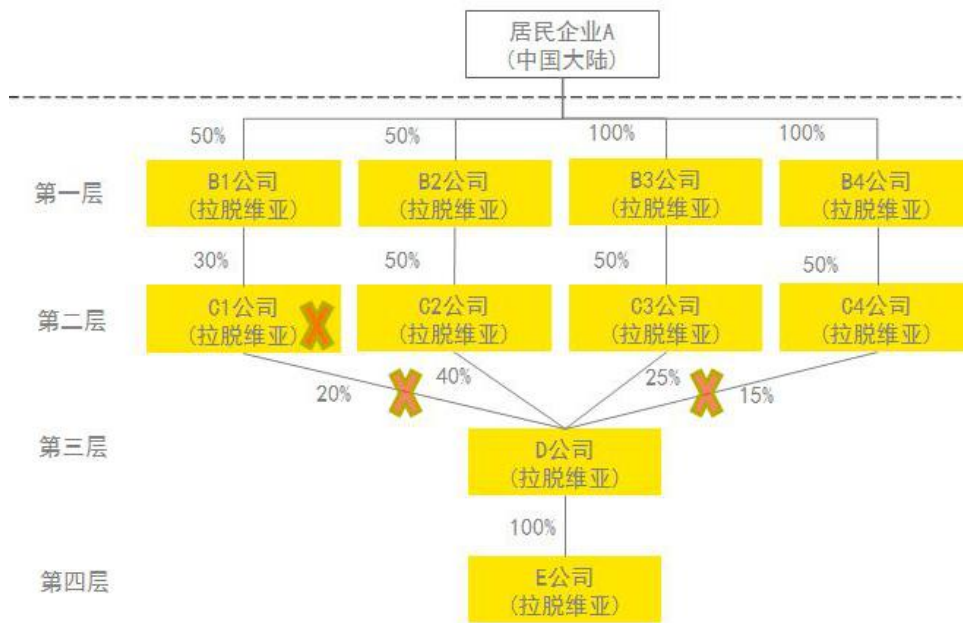 居民企业A
(中国大陆)
50%
50%
100%
100%
第一层
B1公司
(拉脱维亚)
B2公司
(拉脱维亚)
B3公司
(拉脱维亚)
B4公司
(拉脱维亚)
30%
50%
50%
50%
第二层
C1公司
(拉脱维亚)
C2公司
(拉脱维亚)
C3公司
(拉脱维亚)
C4公司
(拉脱维亚)
20%
40%
25%
15%
第三层
D公司
(拉脱维亚)
100%
第四层
E公司
(拉脱维亚)